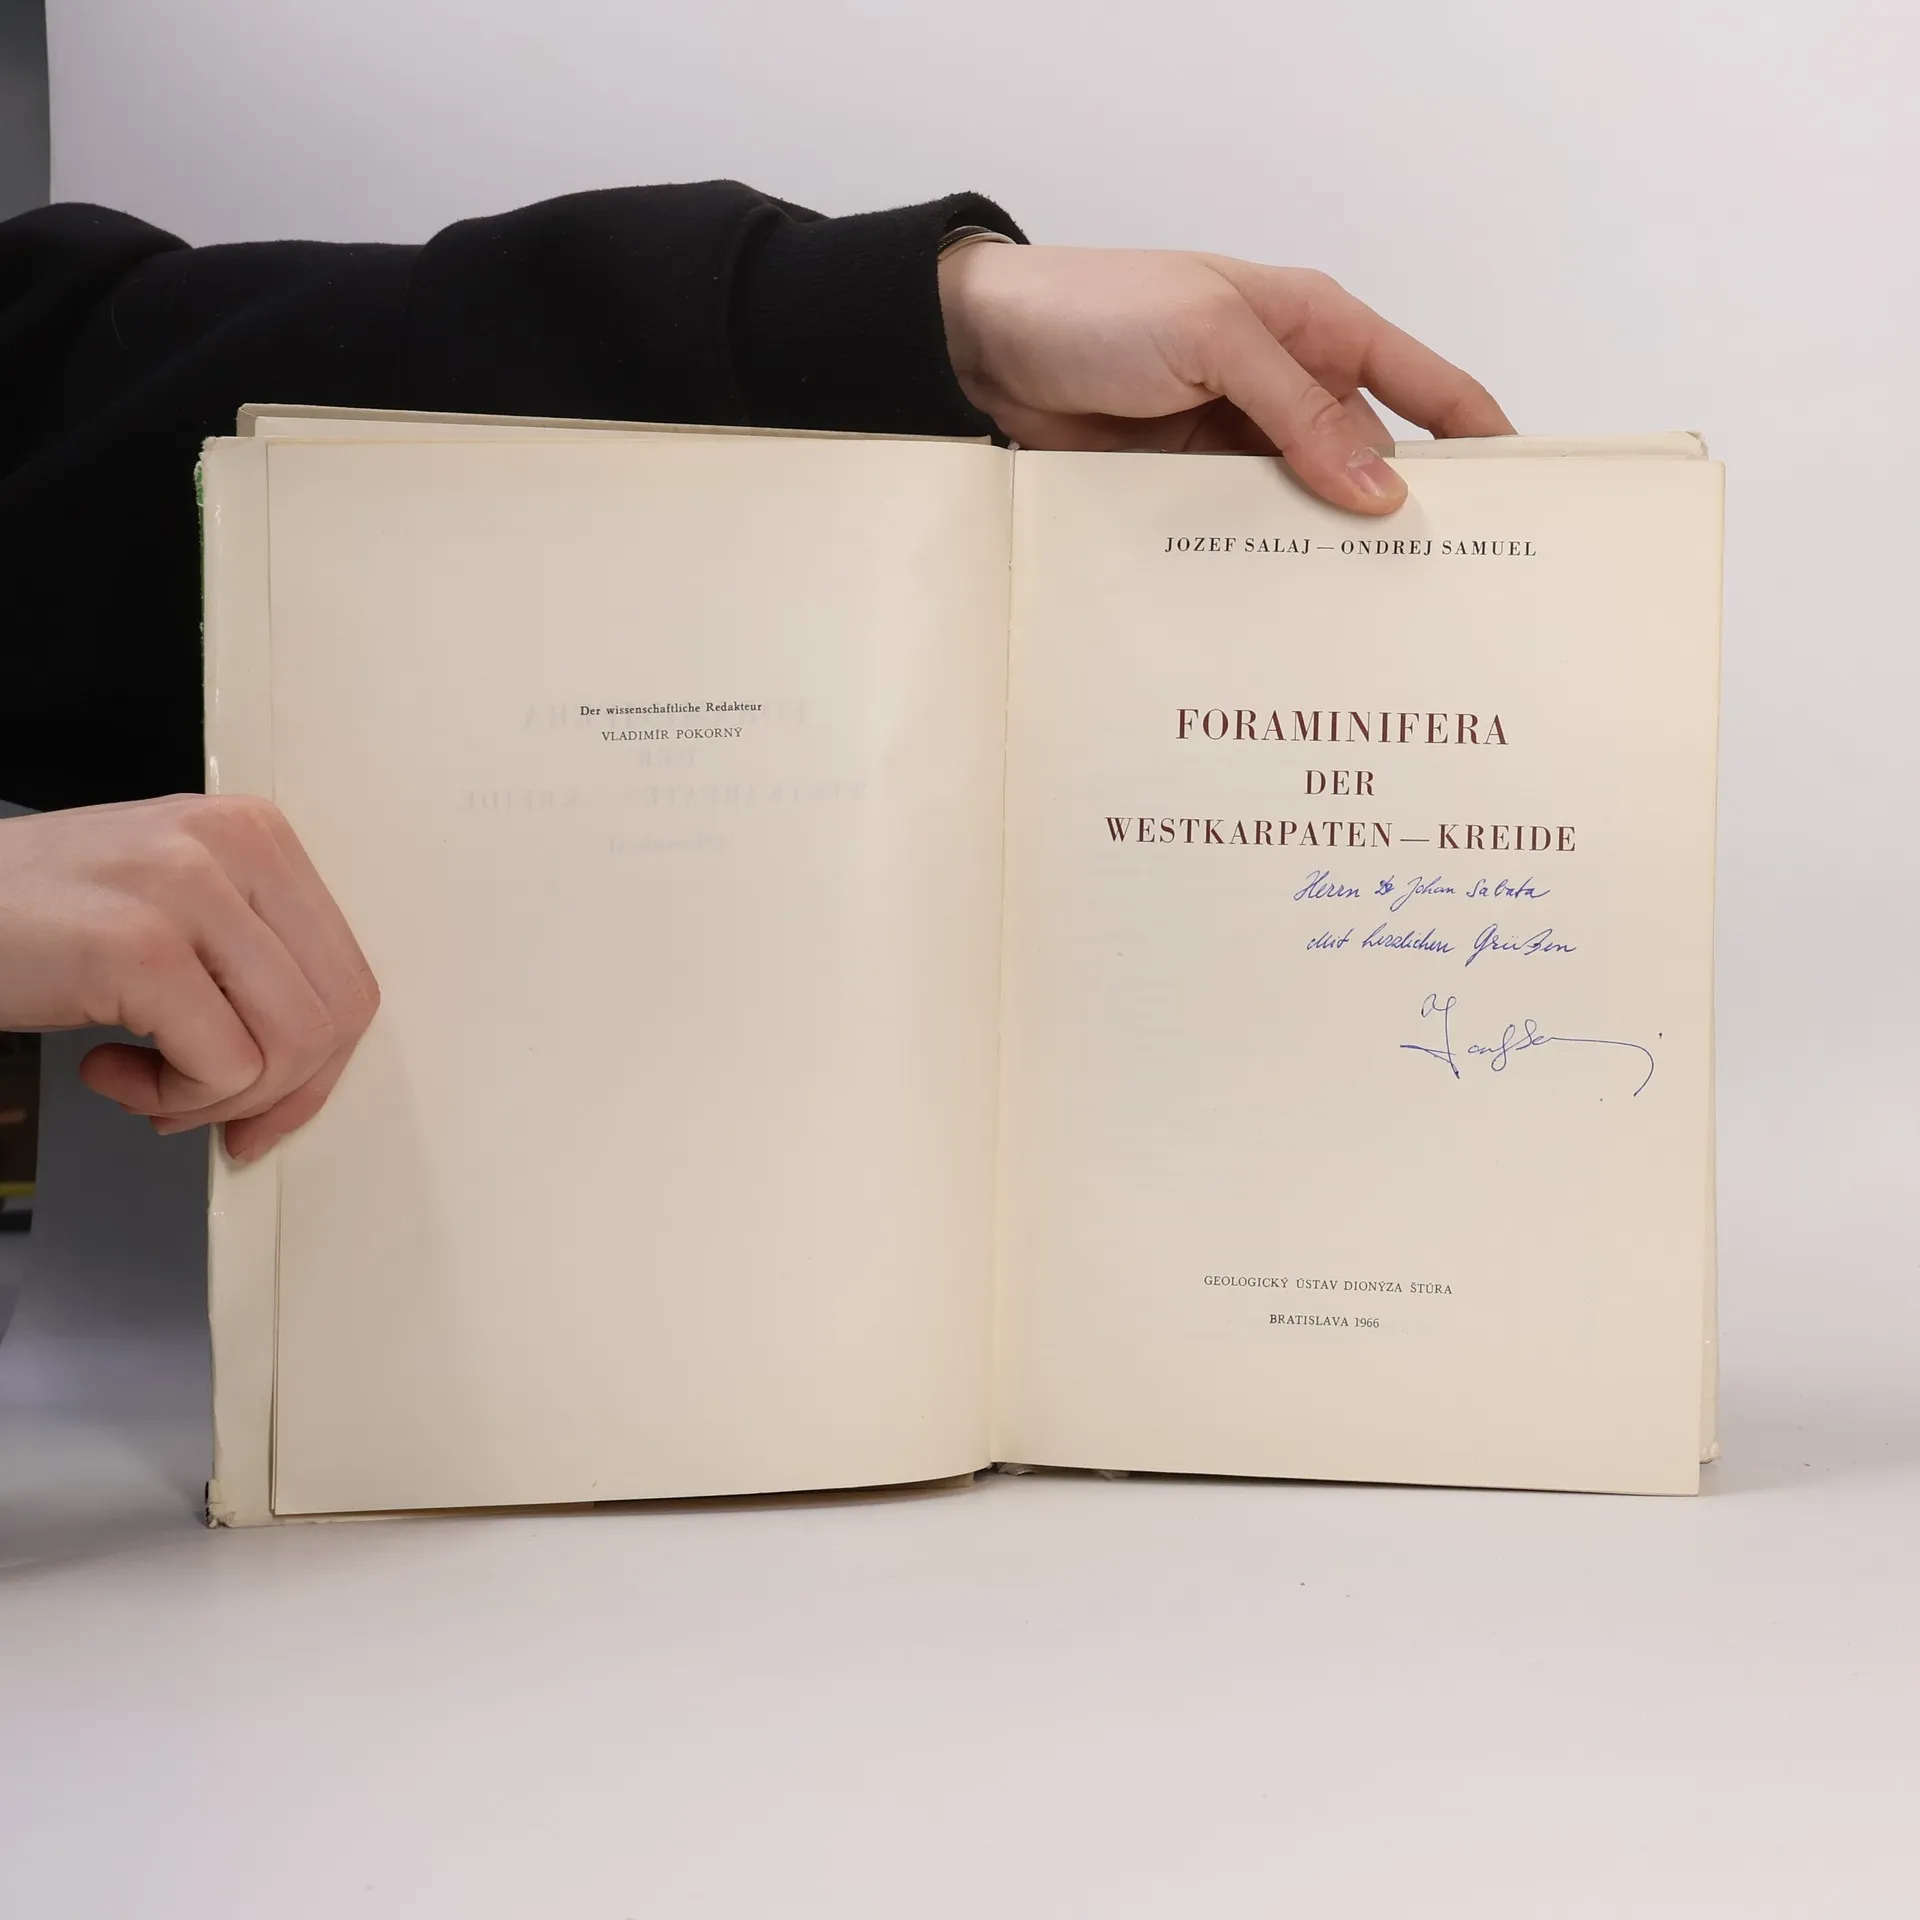 Der wissenschaftliche Redakteur
VLADIMÍR POKORNÝ
JOZEF SALAJ — ONDREJ SAMUEL
FORAMINIFERA
DER
WESTKARPATEN — KREIDE
Herrn Dr Johan Sabata
Mit herzlichen Grüßen
GEOLOGICKÝ ÚSTAV DIONÝZA ŠTÚRA
BRATISLAVA 1966